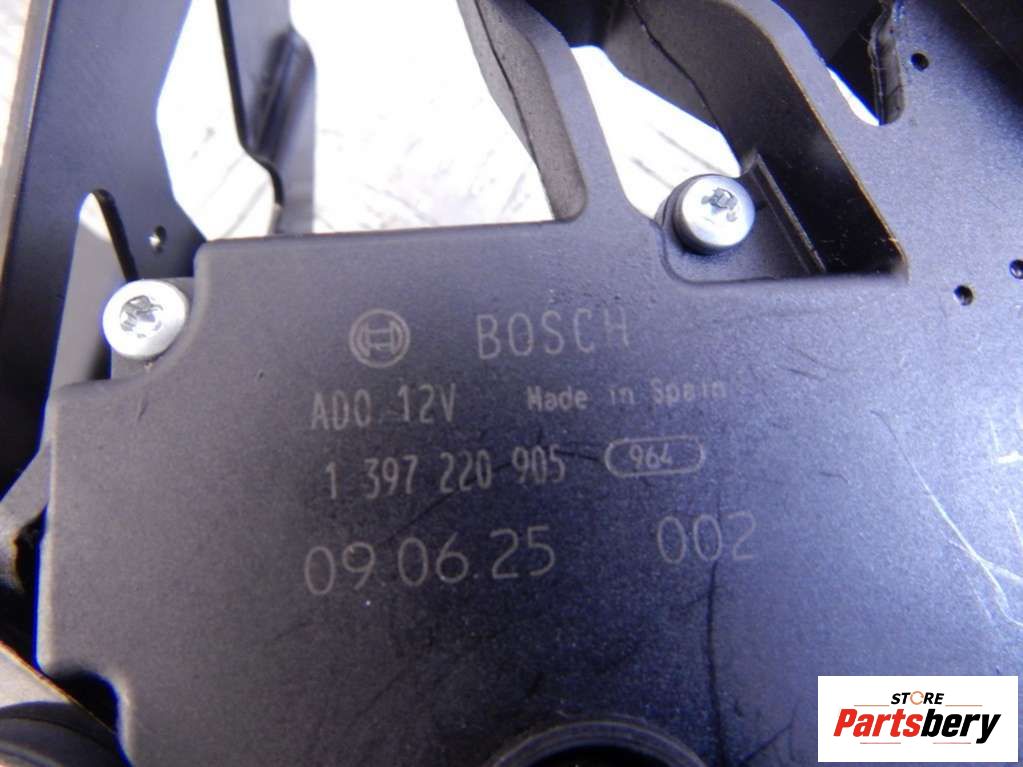 BOSCH
ADO 12V Made in Spain
1 397 220 905 964
09.06.25 002
STORE
Partsbery